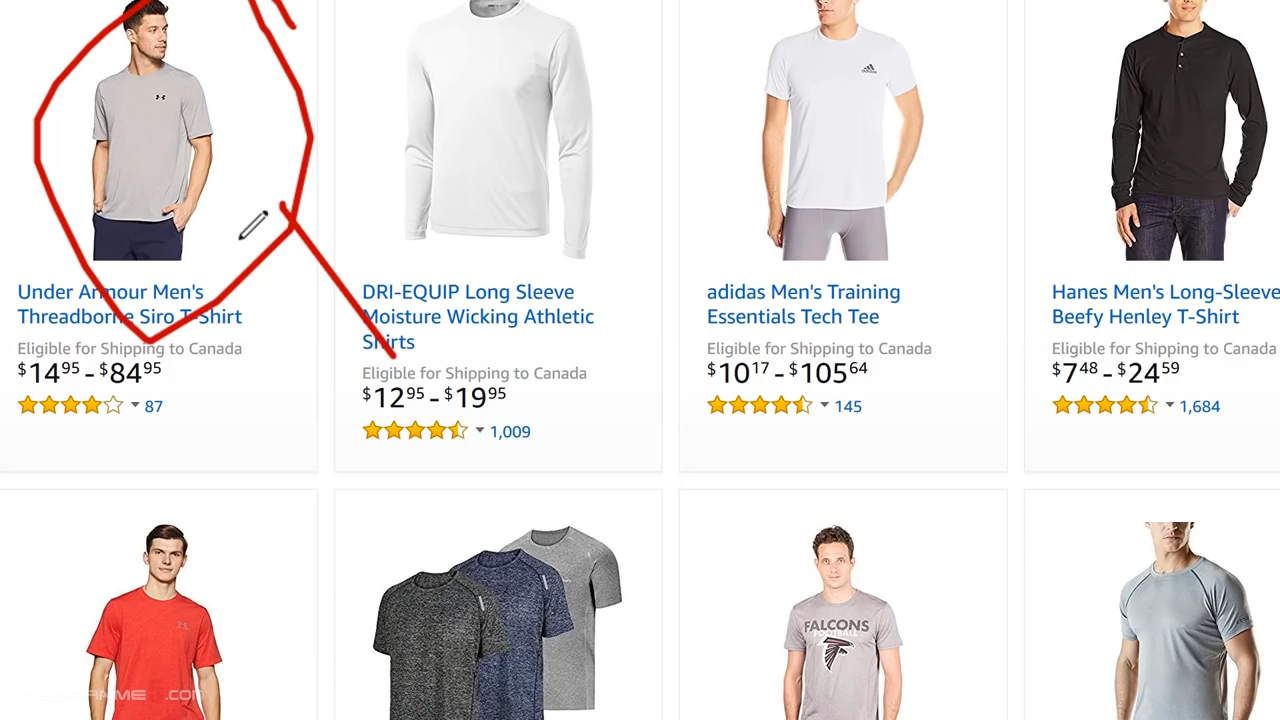 Under Armour Men's
Threadborne Siro T-Shirt
Eligible for Shipping to Canada
$14.95 - $84.95
87
DRI-EQUIP Long Sleeve
Moisture Wicking Athletic
Shirts
Eligible for Shipping to Canada
$12.95 - $19.95
1,009
adidas
adidas Men's Training
Essentials Tech Tee
Eligible for Shipping to Canada
$10.17 - $105.64
145
Hanes Men's Long-Sleeve
Beefy Henley T-Shirt
Eligible for Shipping to Canada
$7.48 - $24.59
1,684
FALCONS
FOOTBALL